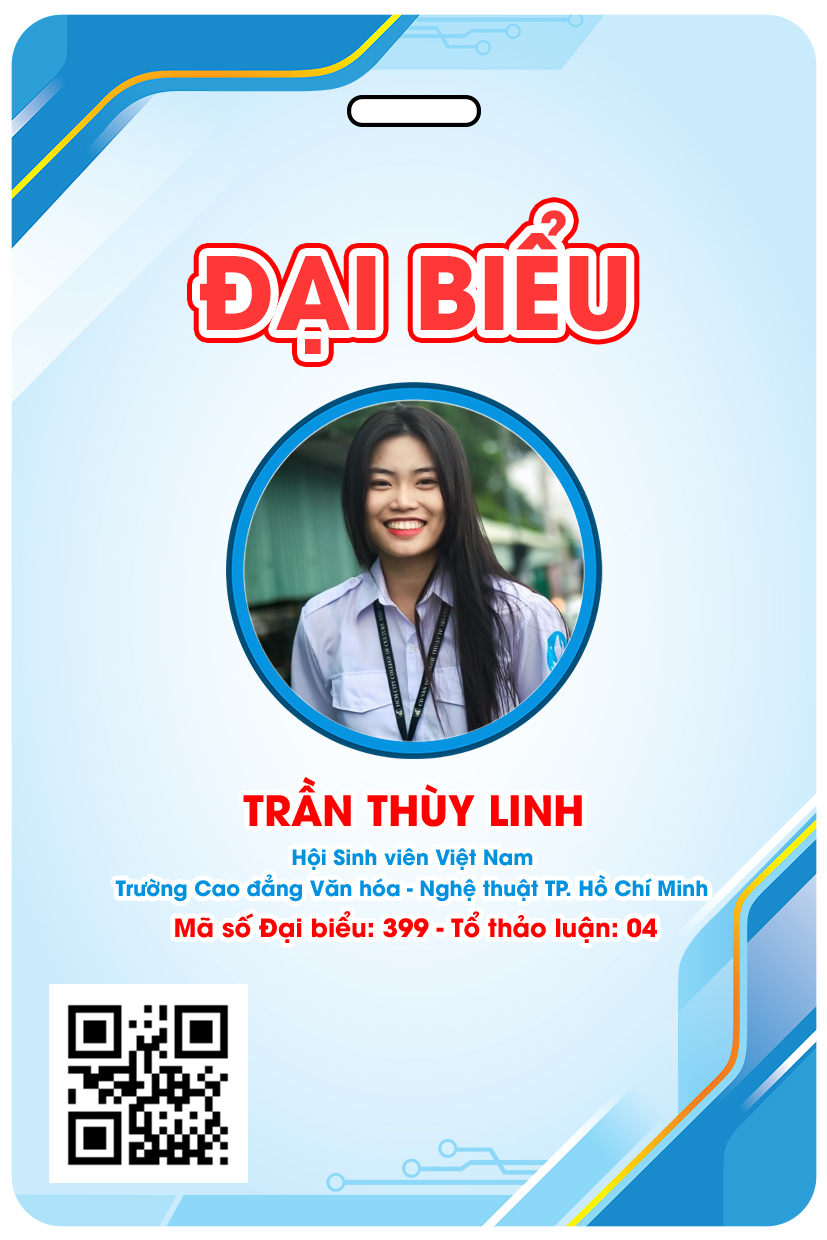 ĐẠI BIỂU
TRẦN THÙY LINH
Hội Sinh viên Việt Nam
Trường Cao đẳng Văn hóa - Nghệ thuật TP. Hồ Chí Minh
Mã số Đại biểu: 399 - Tổ thảo luận: 04